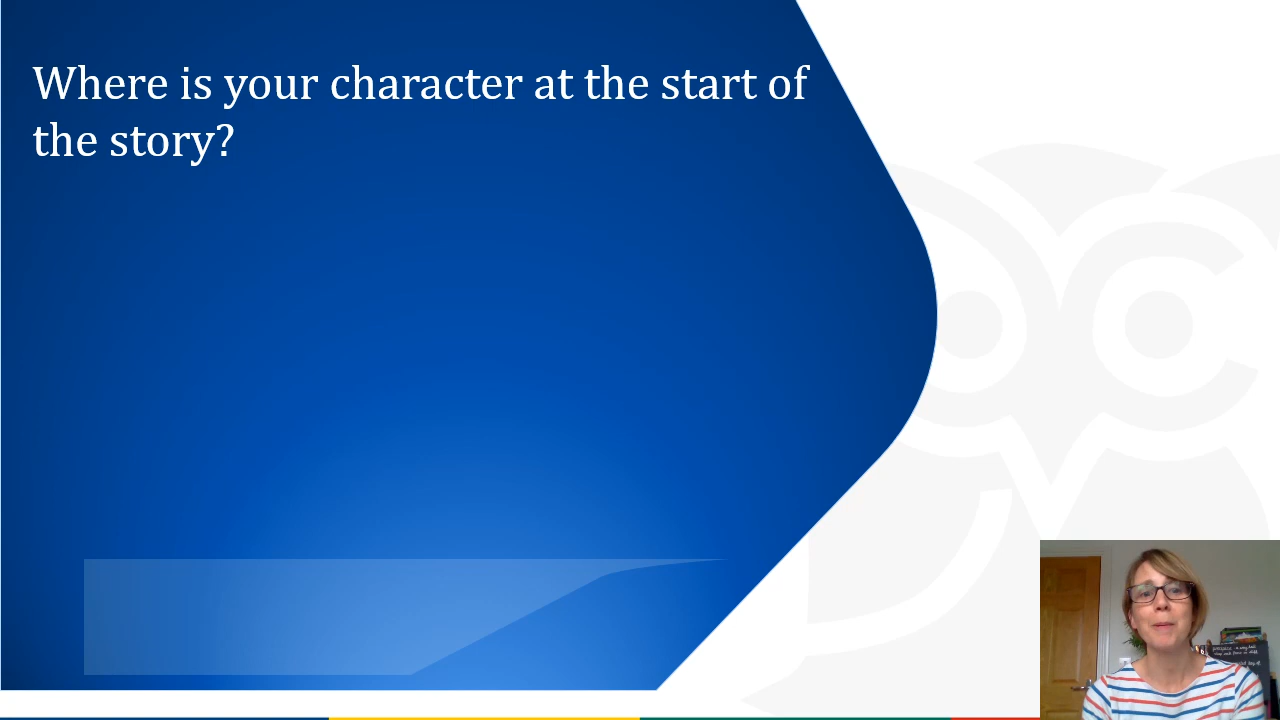 Where is your character at the start of
the story?